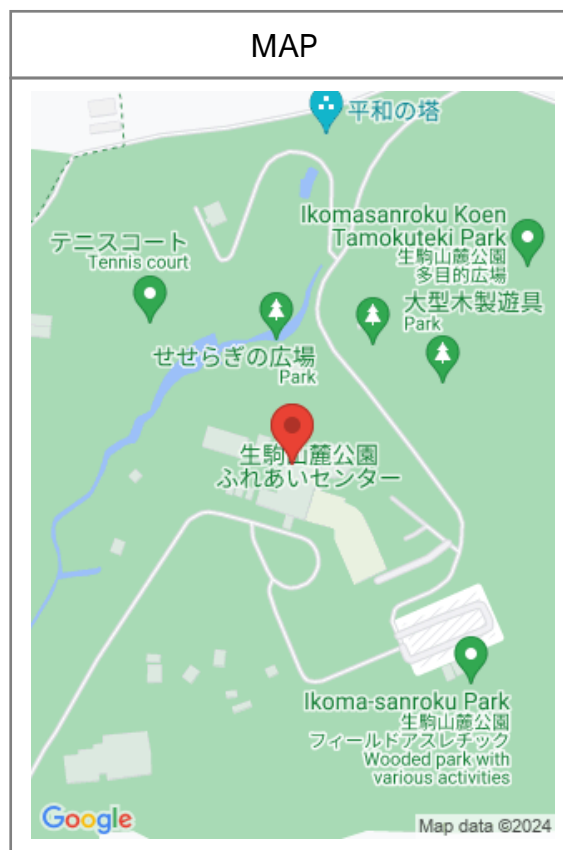 MAP
平和の塔
Ikomasanroku Koen
Tamokuteki Park
生駒山麓公園
多目的広場
テニスコート
Tennis court
大型木製遊具
Park
せせらぎの広場
Park
生駒山麓公園
ふれあいセンター
Ikoma-sanroku Park
生駒山麓公園
フィールドアスレチック
Wooded park with
various activities
Google
Map data ©2024